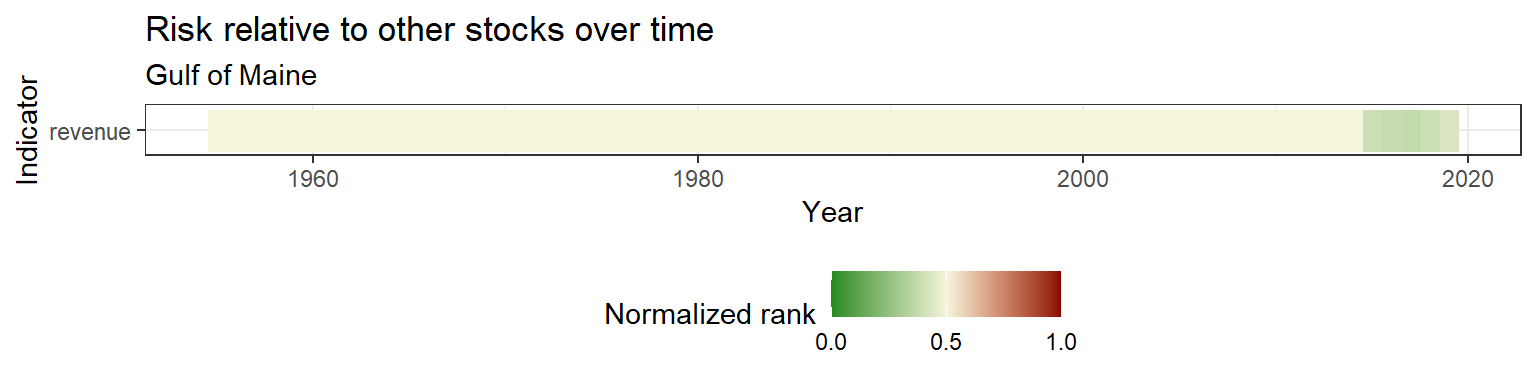 Risk relative to other stocks over time
Gulf of Maine
Indicator
revenue
1960 1980 2000 2020
Year
Normalized rank
0.0 0.5 1.0